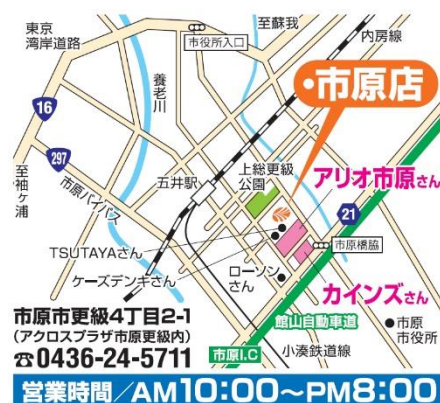 東京
湾岸道路
市役所入口
至蘇我
内房線
養老川
・市原店
16
297
至袖ヶ浦
市原バイパス
五井駅
上総更級
公園
アリオ市原さん
21
市原橋脇
TSUTAYAさん
ケーズデンキさん
ローソン
さん
カインズさん
市原市更級4丁目2-1
(アクロスプラザ市原更級内)
☎0436-24-5711
館山自動車道
市原I.C
小湊鉄道線
市原
市役所
営業時間/AM10:00〜PM8:00